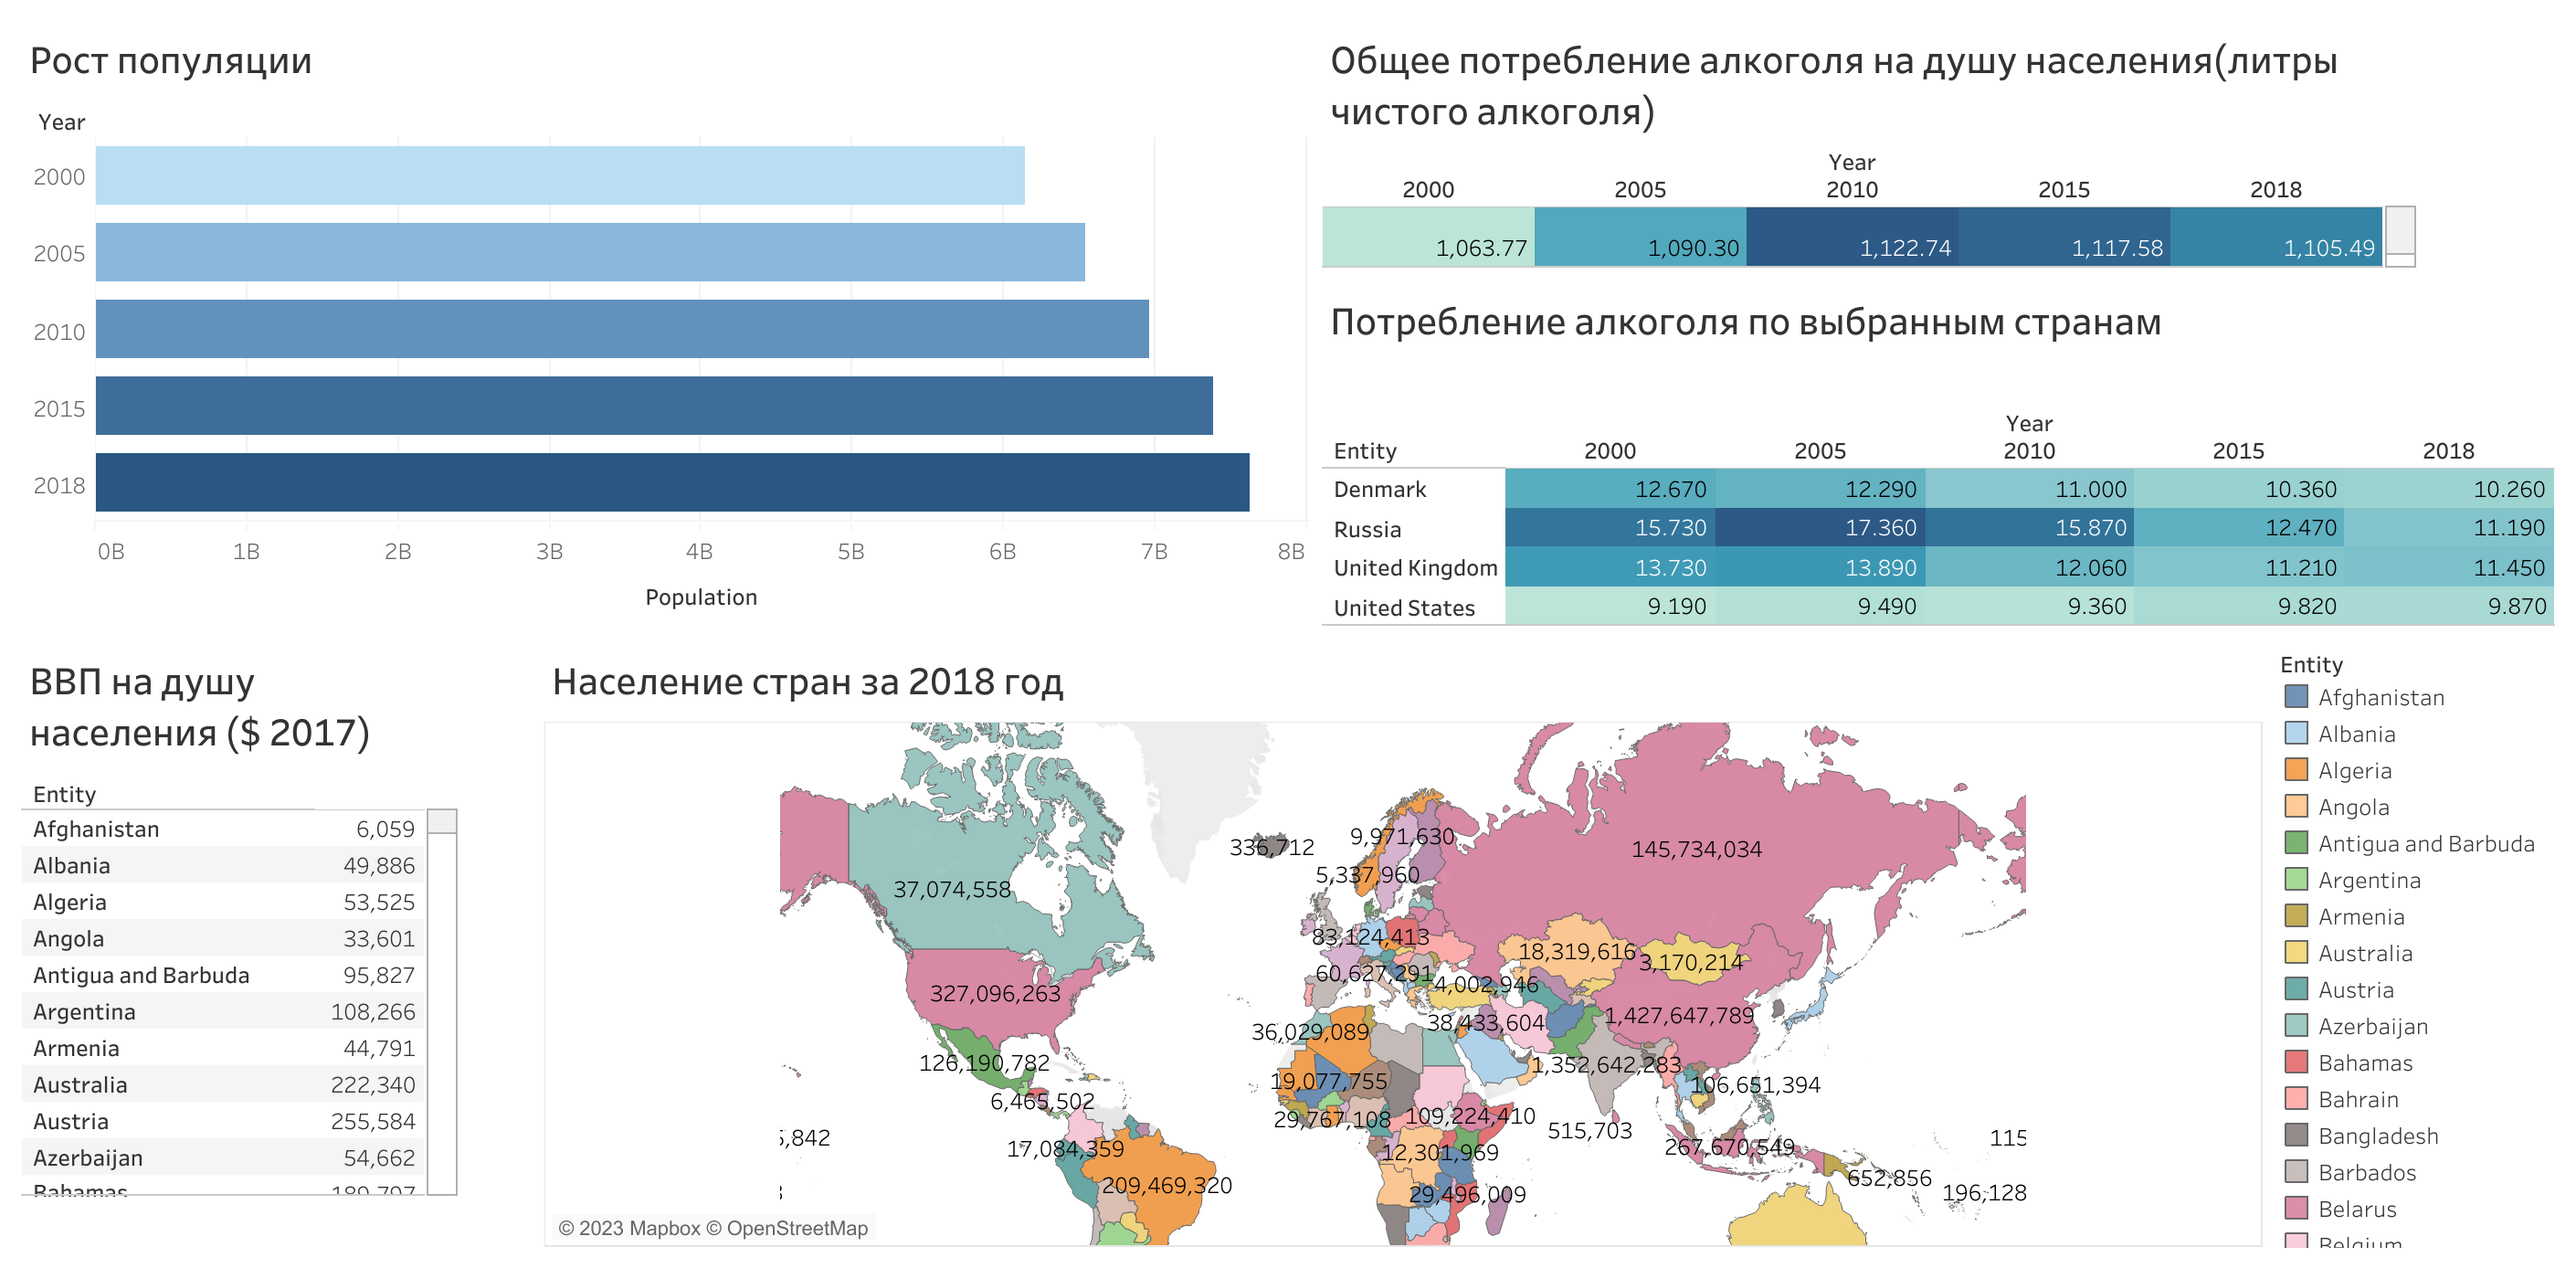 Рост популяции
Year
2000
2005
2010
2015
2018
0B 1B 2B 3B 4B 5B 6B 7B 8B
Population
Общее потребление алкоголя на душу населения(литры
чистого алкоголя)
Year
2000 2005 2010 2015 2018
1,063.77 1,090.30 1,122.74 1,117.58 1,105.49
Потребление алкоголя по выбранным странам
Year
Entity 2000 2005 2010 2015 2018
Denmark 12.670 12.290 11.000 10.360 10.260
Russia 15.730 17.360 15.870 12.470 11.190
United Kingdom 13.730 13.890 12.060 11.210 11.450
United States 9.190 9.490 9.360 9.820 9.870
ВВП на душу
населения ($ 2017)
Entity
Afghanistan 6,059
Albania 49,886
Algeria 53,525
Angola 33,601
Antigua and Barbuda 95,827
Argentina 108,266
Armenia 44,791
Australia 222,340
Austria 255,584
Azerbaijan 54,662
Bahamas 189,797
Население стран за 2018 год
336,712
9,971,630
145,734,034
5,337,960
37,074,558
83,124,413
18,319,616
3,170,214
60,627,291
4,002,946
327,096,263
36,029,089
38,433,604
1,427,647,789
126,190,782
1,352,642,283
19,077,755
106,651,394
6,465,502
29,767,108
109,224,410
515,703
5,842
17,084,359
12,301,969
267,670,549
115
209,469,320
29,496,009
652,856
196,128
© 2023 Mapbox © OpenStreetMap
Entity
Afghanistan
Albania
Algeria
Angola
Antigua and Barbuda
Argentina
Armenia
Australia
Austria
Azerbaijan
Bahamas
Bahrain
Bangladesh
Barbados
Belarus
Belgium